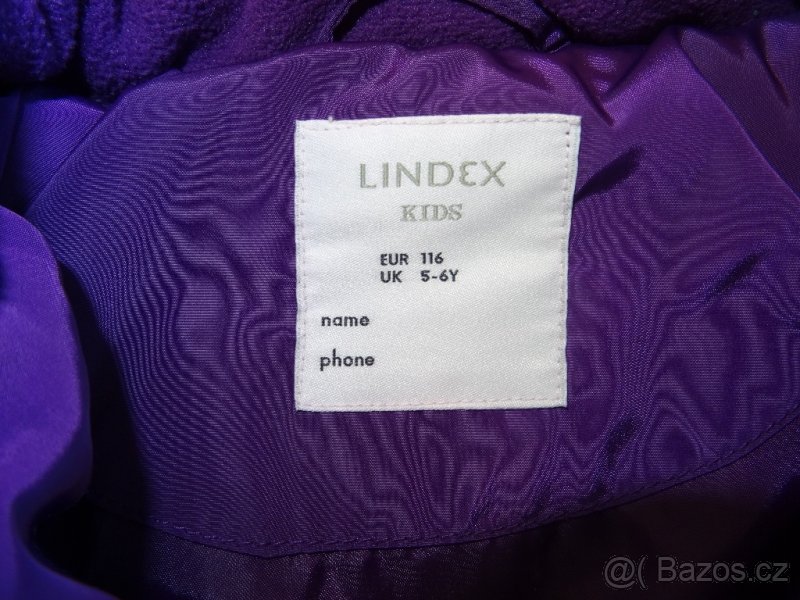 LINDEX
KIDS
EUR 116
UK 5-6Y
name
phone
@( Bazos.cz